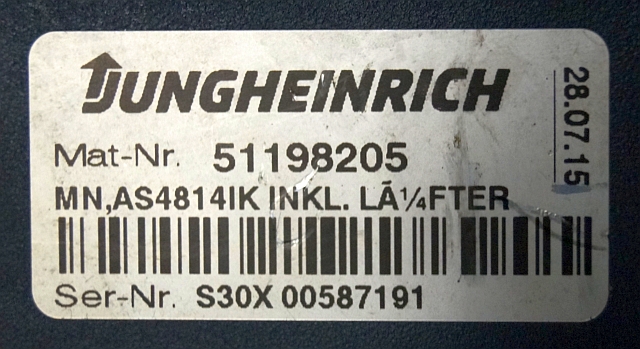 JUNGHEINRICH
Mat-Nr. 51198205
MN,AS4814IK INKL. LÃ¼FTER
Ser-Nr. S30X 00587191
28.07.15